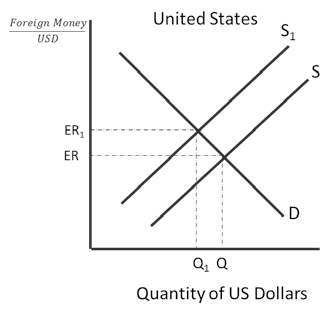 United States
Foreign Money
USD
S1
S
ER1
ER
D
Q1 Q
Quantity of US Dollars